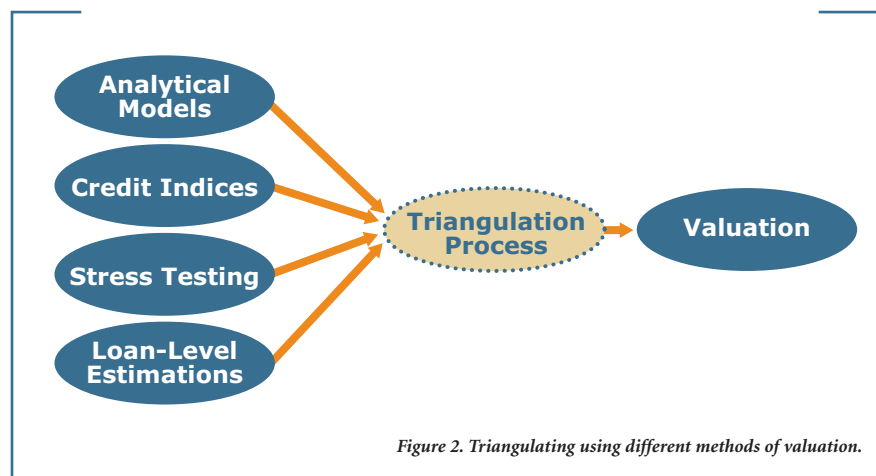 Analytical
Models
Credit Indices
Stress Testing
Loan-Level
Estimations
Triangulation
Process
Valuation
Figure 2. Triangulating using different methods of valuation.